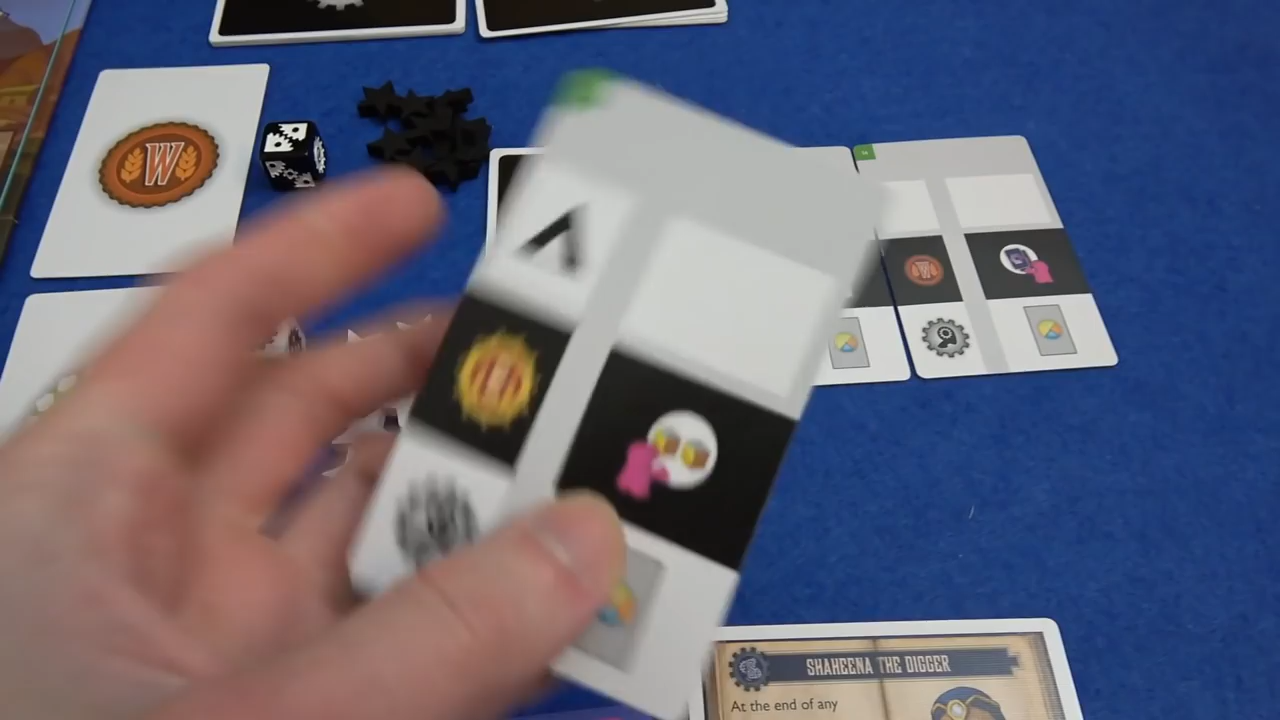 W
SHAHEENA THE DIGGER
At the end of any